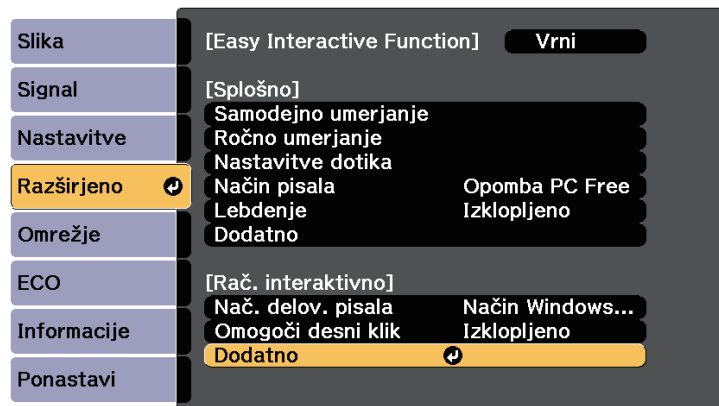 Slika
Signal
Nastavitve
Razširjeno
Omrežje
ECO
Informacije
Ponastavi
[Easy Interactive Function] Vrni
[Splošno]
Samodejno umerjanje
Ročno umerjanje
Nastavitve dotika
Način pisala Opomba PC Free
Lebdenje Izklopljeno
Dodatno
[Rač. interaktivno]
Nač. delov. pisala Način Windows...
Omogoči desni klik Izklopljeno
Dodatno